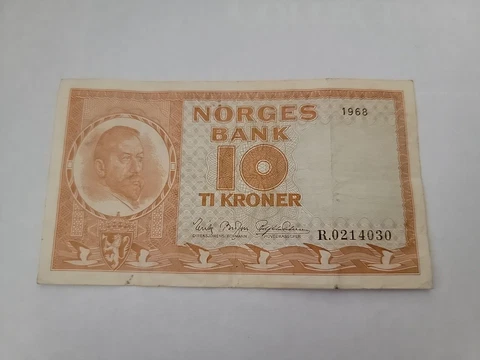 NORGES
BANK
1968
10
TI KRONER
R.0214030